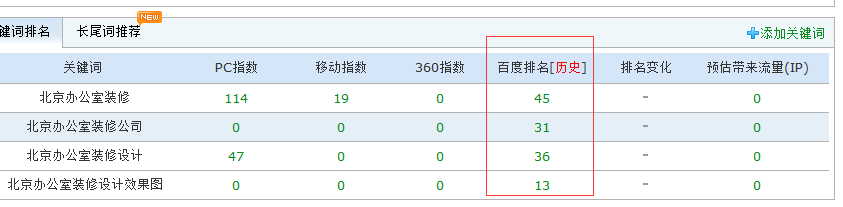 键词排名 长尾词推荐 NEW 添加关键词
关键词 PC指数 移动指数 360指数 百度排名[历史] 排名变化 预估带来流量(IP)
北京办公室装修 114 19 0 45 - 0
北京办公室装修公司 0 0 0 31 - 0
北京办公室装修设计 47 0 0 36 - 0
北京办公室装修设计效果图 0 0 0 13 - 0